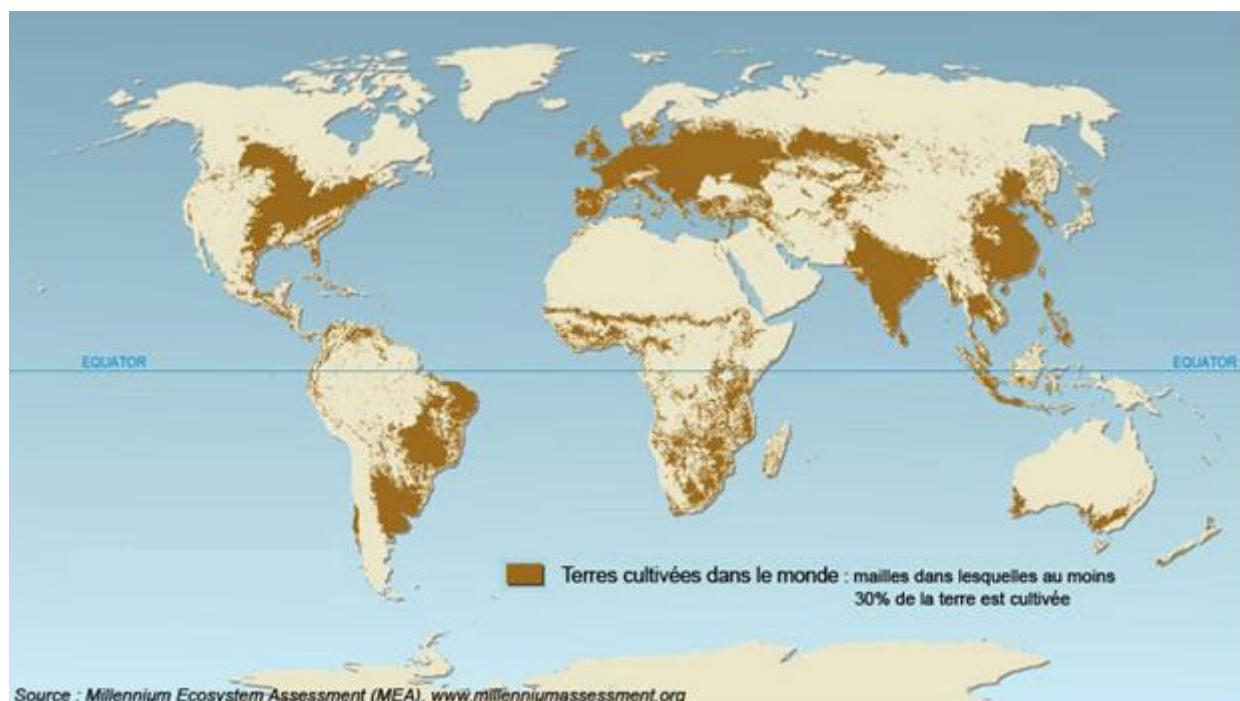 EQUATOR
EQUATOR
Terres cultivées dans le monde : mailles dans lesquelles au moins
30% de la terre est cultivée
Source : Millennium Ecosystem Assessment (MEA), www.millenniumassessment.org